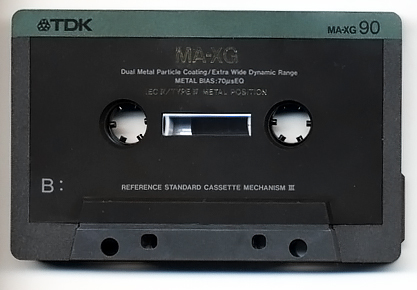 TDK
MA-XG 90
MA-XG
Dual Metal Particle Coating/Extra Wide Dynamic Range
METAL BIAS:70µsEQ
IEC IV/TYPE IV METAL POSITION
B:
REFERENCE STANDARD CASSETTE MECHANISM III